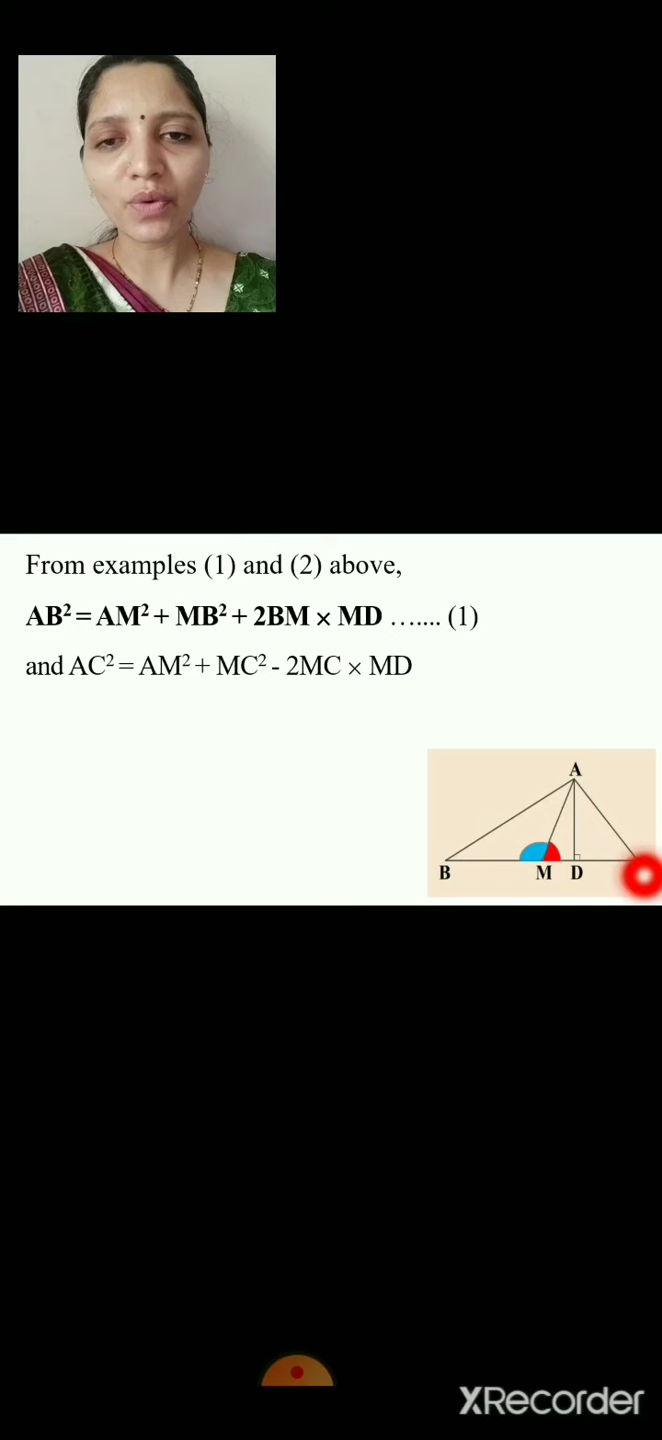 From examples (1) and (2) above,
AB² = AM² + MB² + 2BM × MD ....... (1)
and AC² = AM² + MC² - 2MC × MD
A
B M D
XRecorder